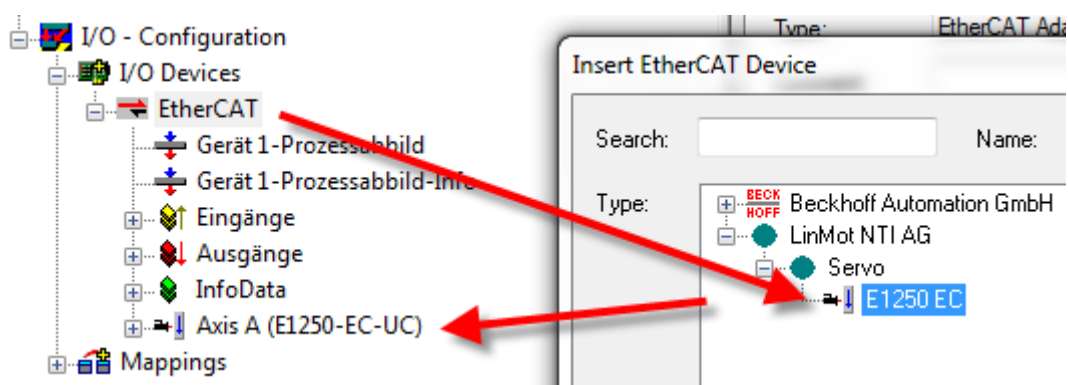 I/O - Configuration
I/O Devices
EtherCAT
Gerät 1-Prozessabbild
Gerät 1-Prozessabbild-Info
Eingänge
Ausgänge
InfoData
Axis A (E1250-EC-UC)
Mappings
Type: EtherCAT Ada
Comment:
Insert EtherCAT Device
Search: Name:
Type:
BECK
HOFF
Beckhoff Automation GmbH
LinMot NTI AG
Servo
E1250 EC